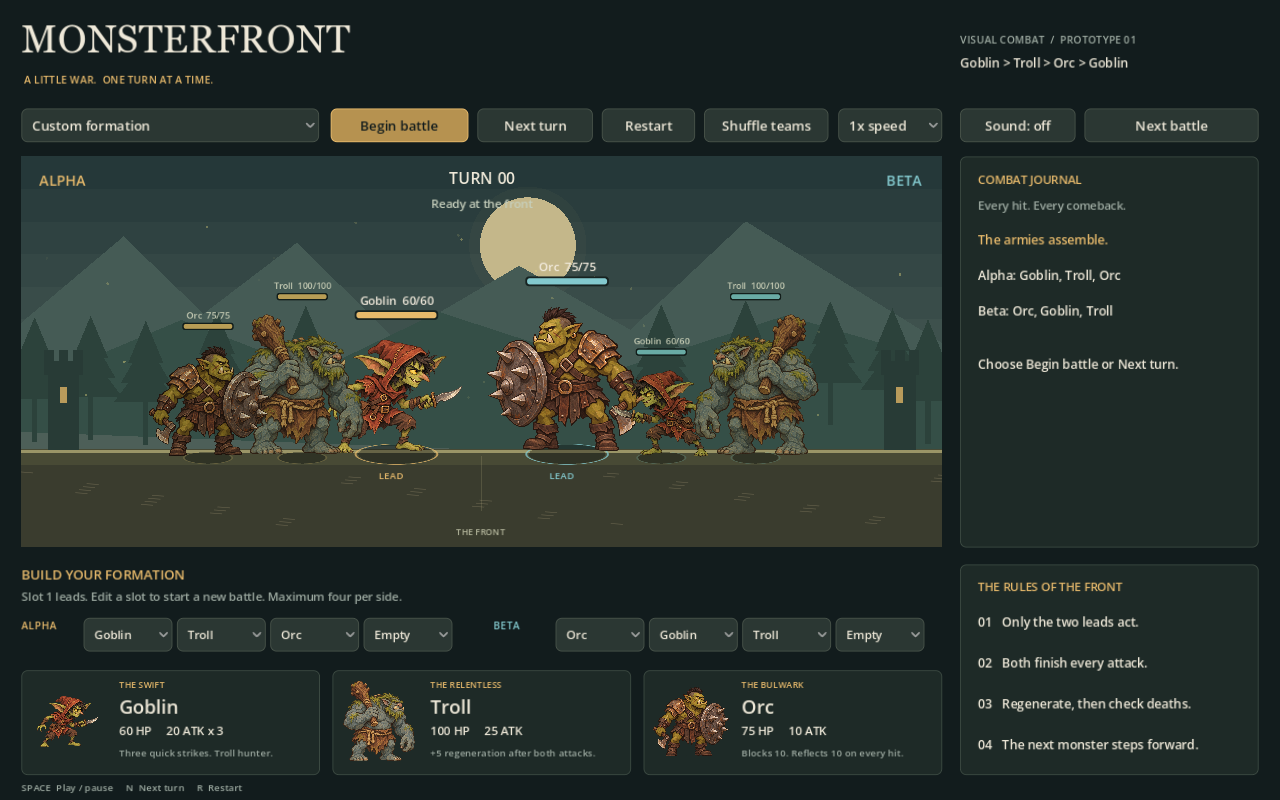 MONSTERFRONT
A LITTLE WAR. ONE TURN AT A TIME.
VISUAL COMBAT / PROTOTYPE 01
Goblin > Troll > Orc > Goblin
Custom formation
Begin battle
Next turn
Restart
Shuffle teams
1x speed
Sound: off
Next battle
ALPHA
TURN 00
BETA
Ready at the front
Orc 75/75
Troll 100/100
Goblin 60/60
Orc 75/75
Goblin 60/60
Troll 100/100
LEAD
LEAD
THE FRONT
COMBAT JOURNAL
Every hit. Every comeback.
The armies assemble.
Alpha: Goblin, Troll, Orc
Beta: Orc, Goblin, Troll
Choose Begin battle or Next turn.
BUILD YOUR FORMATION
Slot 1 leads. Edit a slot to start a new battle. Maximum four per side.
ALPHA
Goblin
Troll
Orc
Empty
BETA
Orc
Goblin
Troll
Empty
THE SWIFT
Goblin
60 HP 20 ATK x 3
Three quick strikes. Troll hunter.
THE RELENTLESS
Troll
100 HP 25 ATK
+5 regeneration after both attacks.
THE BULWARK
Orc
75 HP 10 ATK
Blocks 10. Reflects 10 on every hit.
THE RULES OF THE FRONT
01 Only the two leads act.
02 Both finish every attack.
03 Regenerate, then check deaths.
04 The next monster steps forward.
SPACE Play / pause N Next turn R Restart